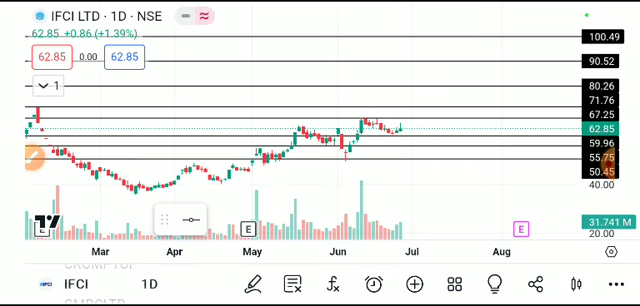 IFCI LTD · 1D · NSE
62.85 +0.86 (+1.39%)
62.85 0.00 62.85
1
100.49
90.52
80.26
71.76
67.25
62.85
59.96
55.75
50.45
40.00
31.741 M
20.00
E E E
Mar Apr May Jun Jul Aug
IFCI 1D